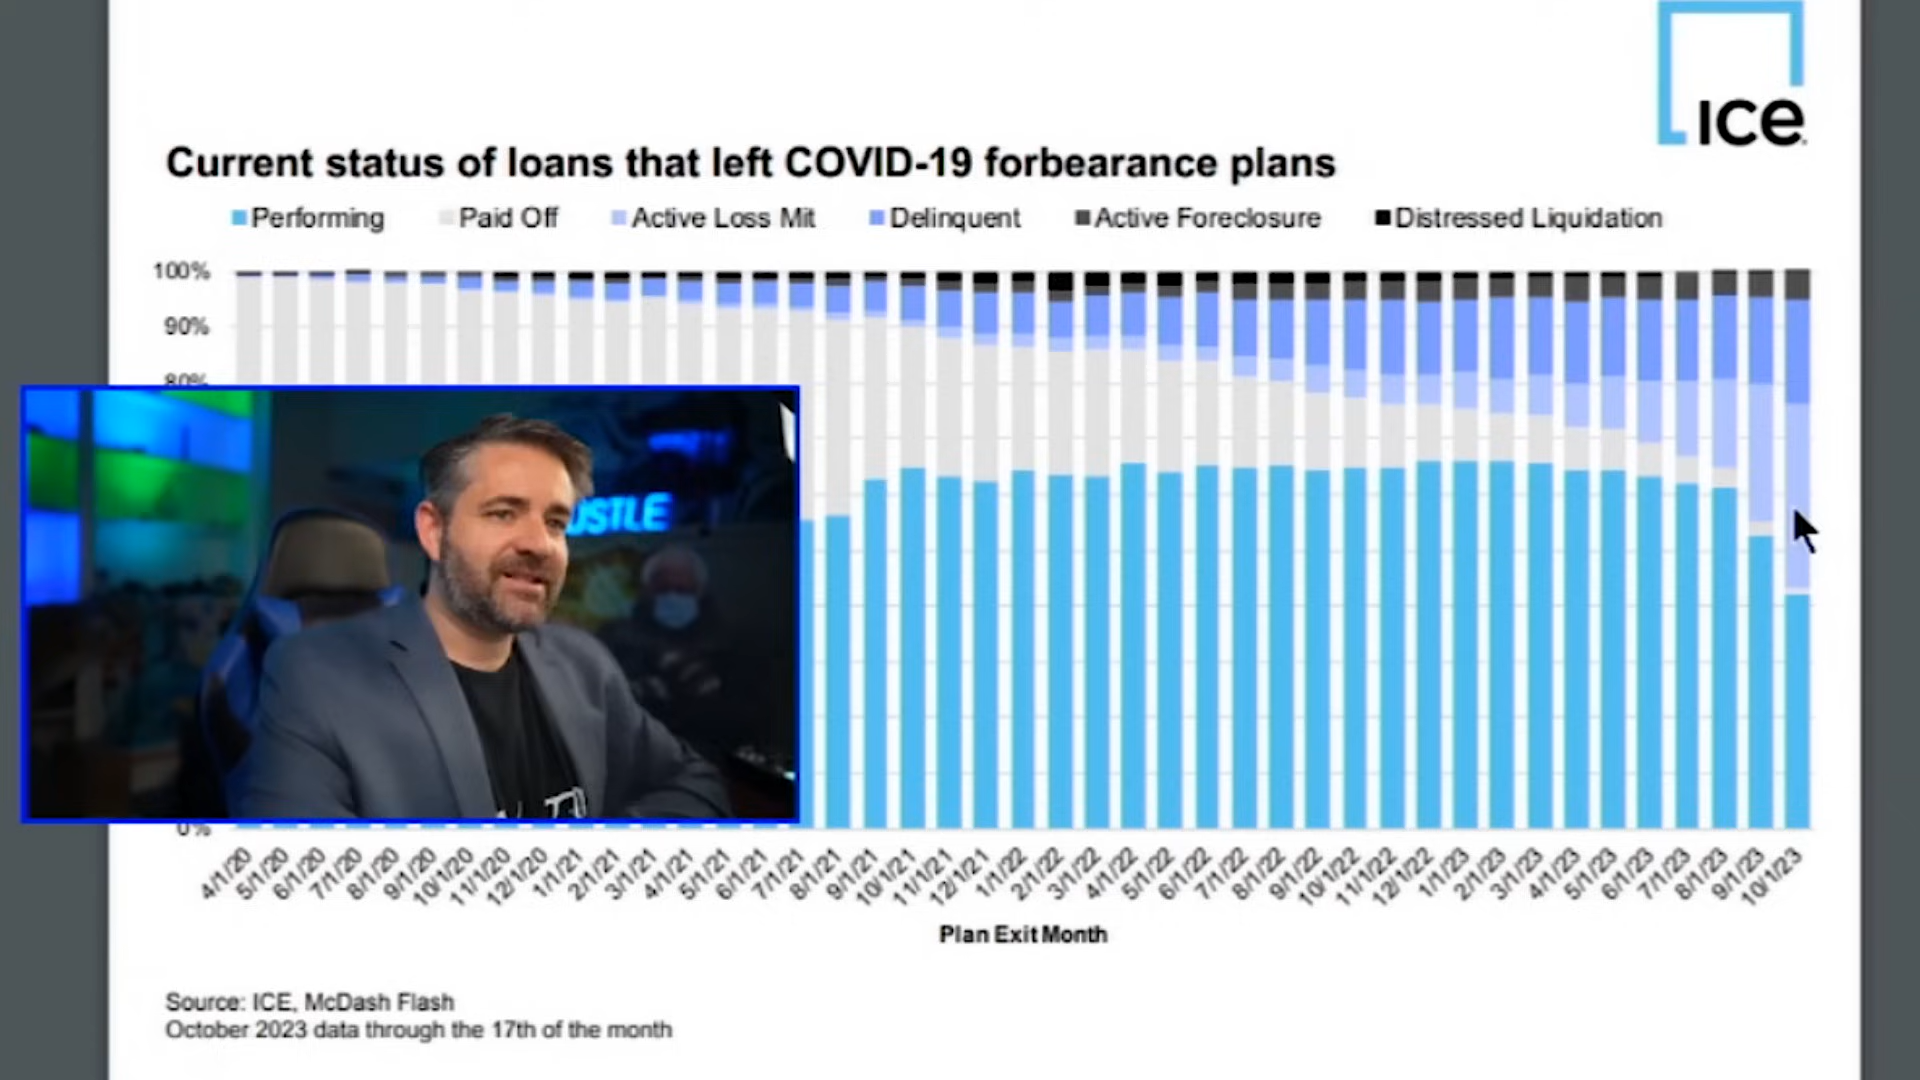 ICE
Current status of loans that left COVID-19 forbearance plans
Performing Paid Off Active Loss Mit Delinquent Active Foreclosure Distressed Liquidation
100%
90%
80%
USTLE
0%
4/1/20 5/1/20 6/1/20 7/1/20 8/1/20 9/1/20 10/1/20 11/1/20 12/1/20 1/1/21 2/1/21 3/1/21 4/1/21 5/1/21 6/1/21 7/1/21 8/1/21 9/1/21 10/1/21 11/1/21 12/1/21 1/1/22 2/1/22 3/1/22 4/1/22 5/1/22 6/1/22 7/1/22 8/1/22 9/1/22 10/1/22 11/1/22 12/1/22 1/1/23 2/1/23 3/1/23 4/1/23 5/1/23 6/1/23 7/1/23 8/1/23 9/1/23 10/1/23
Plan Exit Month
Source: ICE, McDash Flash
October 2023 data through the 17th of the month